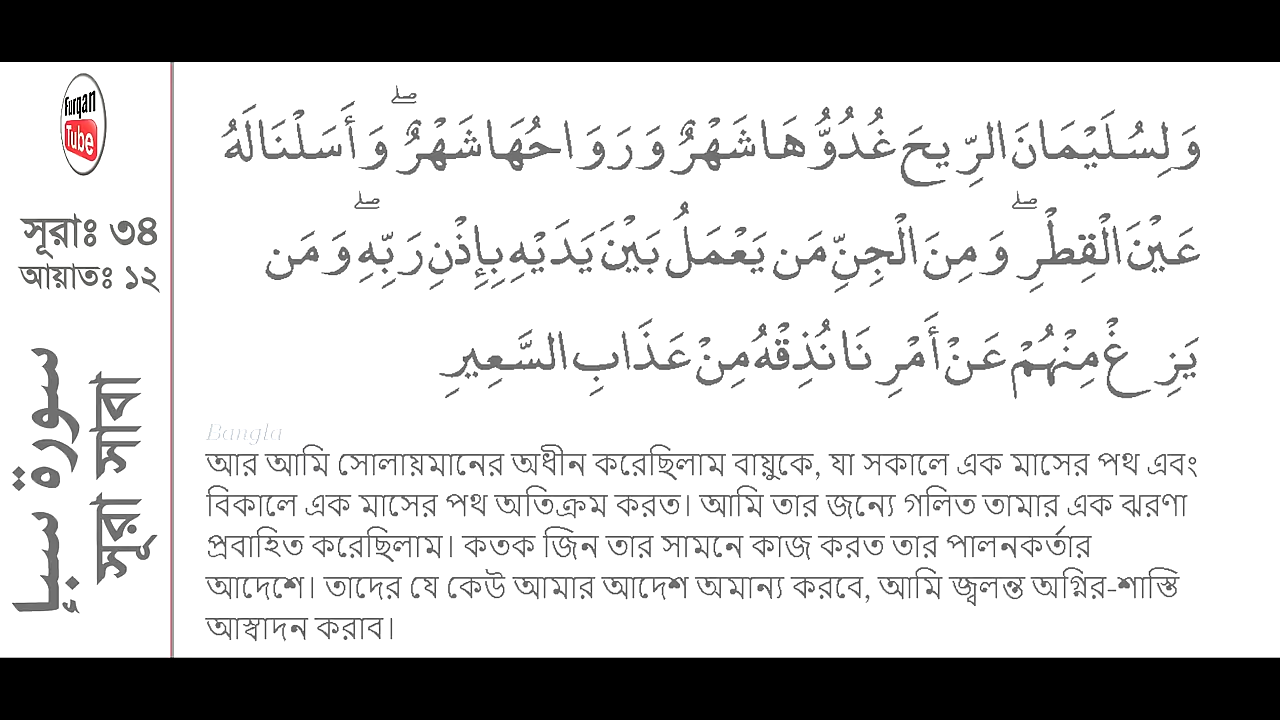 Furqan
Tube
সূরাঃ ৩৪
আয়াতঃ ১২
سورة سبإ
সূরা সাবা
وَلِسُلَيْمَانَ الرِّيحَ غُدُوُّهَا شَهْرٌ وَرَوَاحُهَا شَهْرٌ ۖ وَأَسَلْنَا لَهُ
عَيْنَ الْقِطْرِ ۖ وَمِنَ الْجِنِّ مَن يَعْمَلُ بَيْنَ يَدَيْهِ بِإِذْنِ رَبِّهِ ۖ وَمَن
يَزِغْ مِنْهُمْ عَنْ أَمْرِنَا نُذِقْهُ مِنْ عَذَابِ السَّعِيرِ
Bangla
আর আমি সোলায়মানের অধীন করেছিলাম বায়ুকে, যা সকালে এক মাসের পথ এবং
বিকালে এক মাসের পথ অতিক্রম করত। আমি তার জন্যে গলিত তামার এক ঝরণা
প্রবাহিত করেছিলাম। কতক জিন তার সামনে কাজ করত তার পালনকর্তার
আদেশে। তাদের যে কেউ আমার আদেশ অমান্য করবে, আমি জ্বলন্ত অগ্নির-শাস্তি
আস্বাদন করাব।